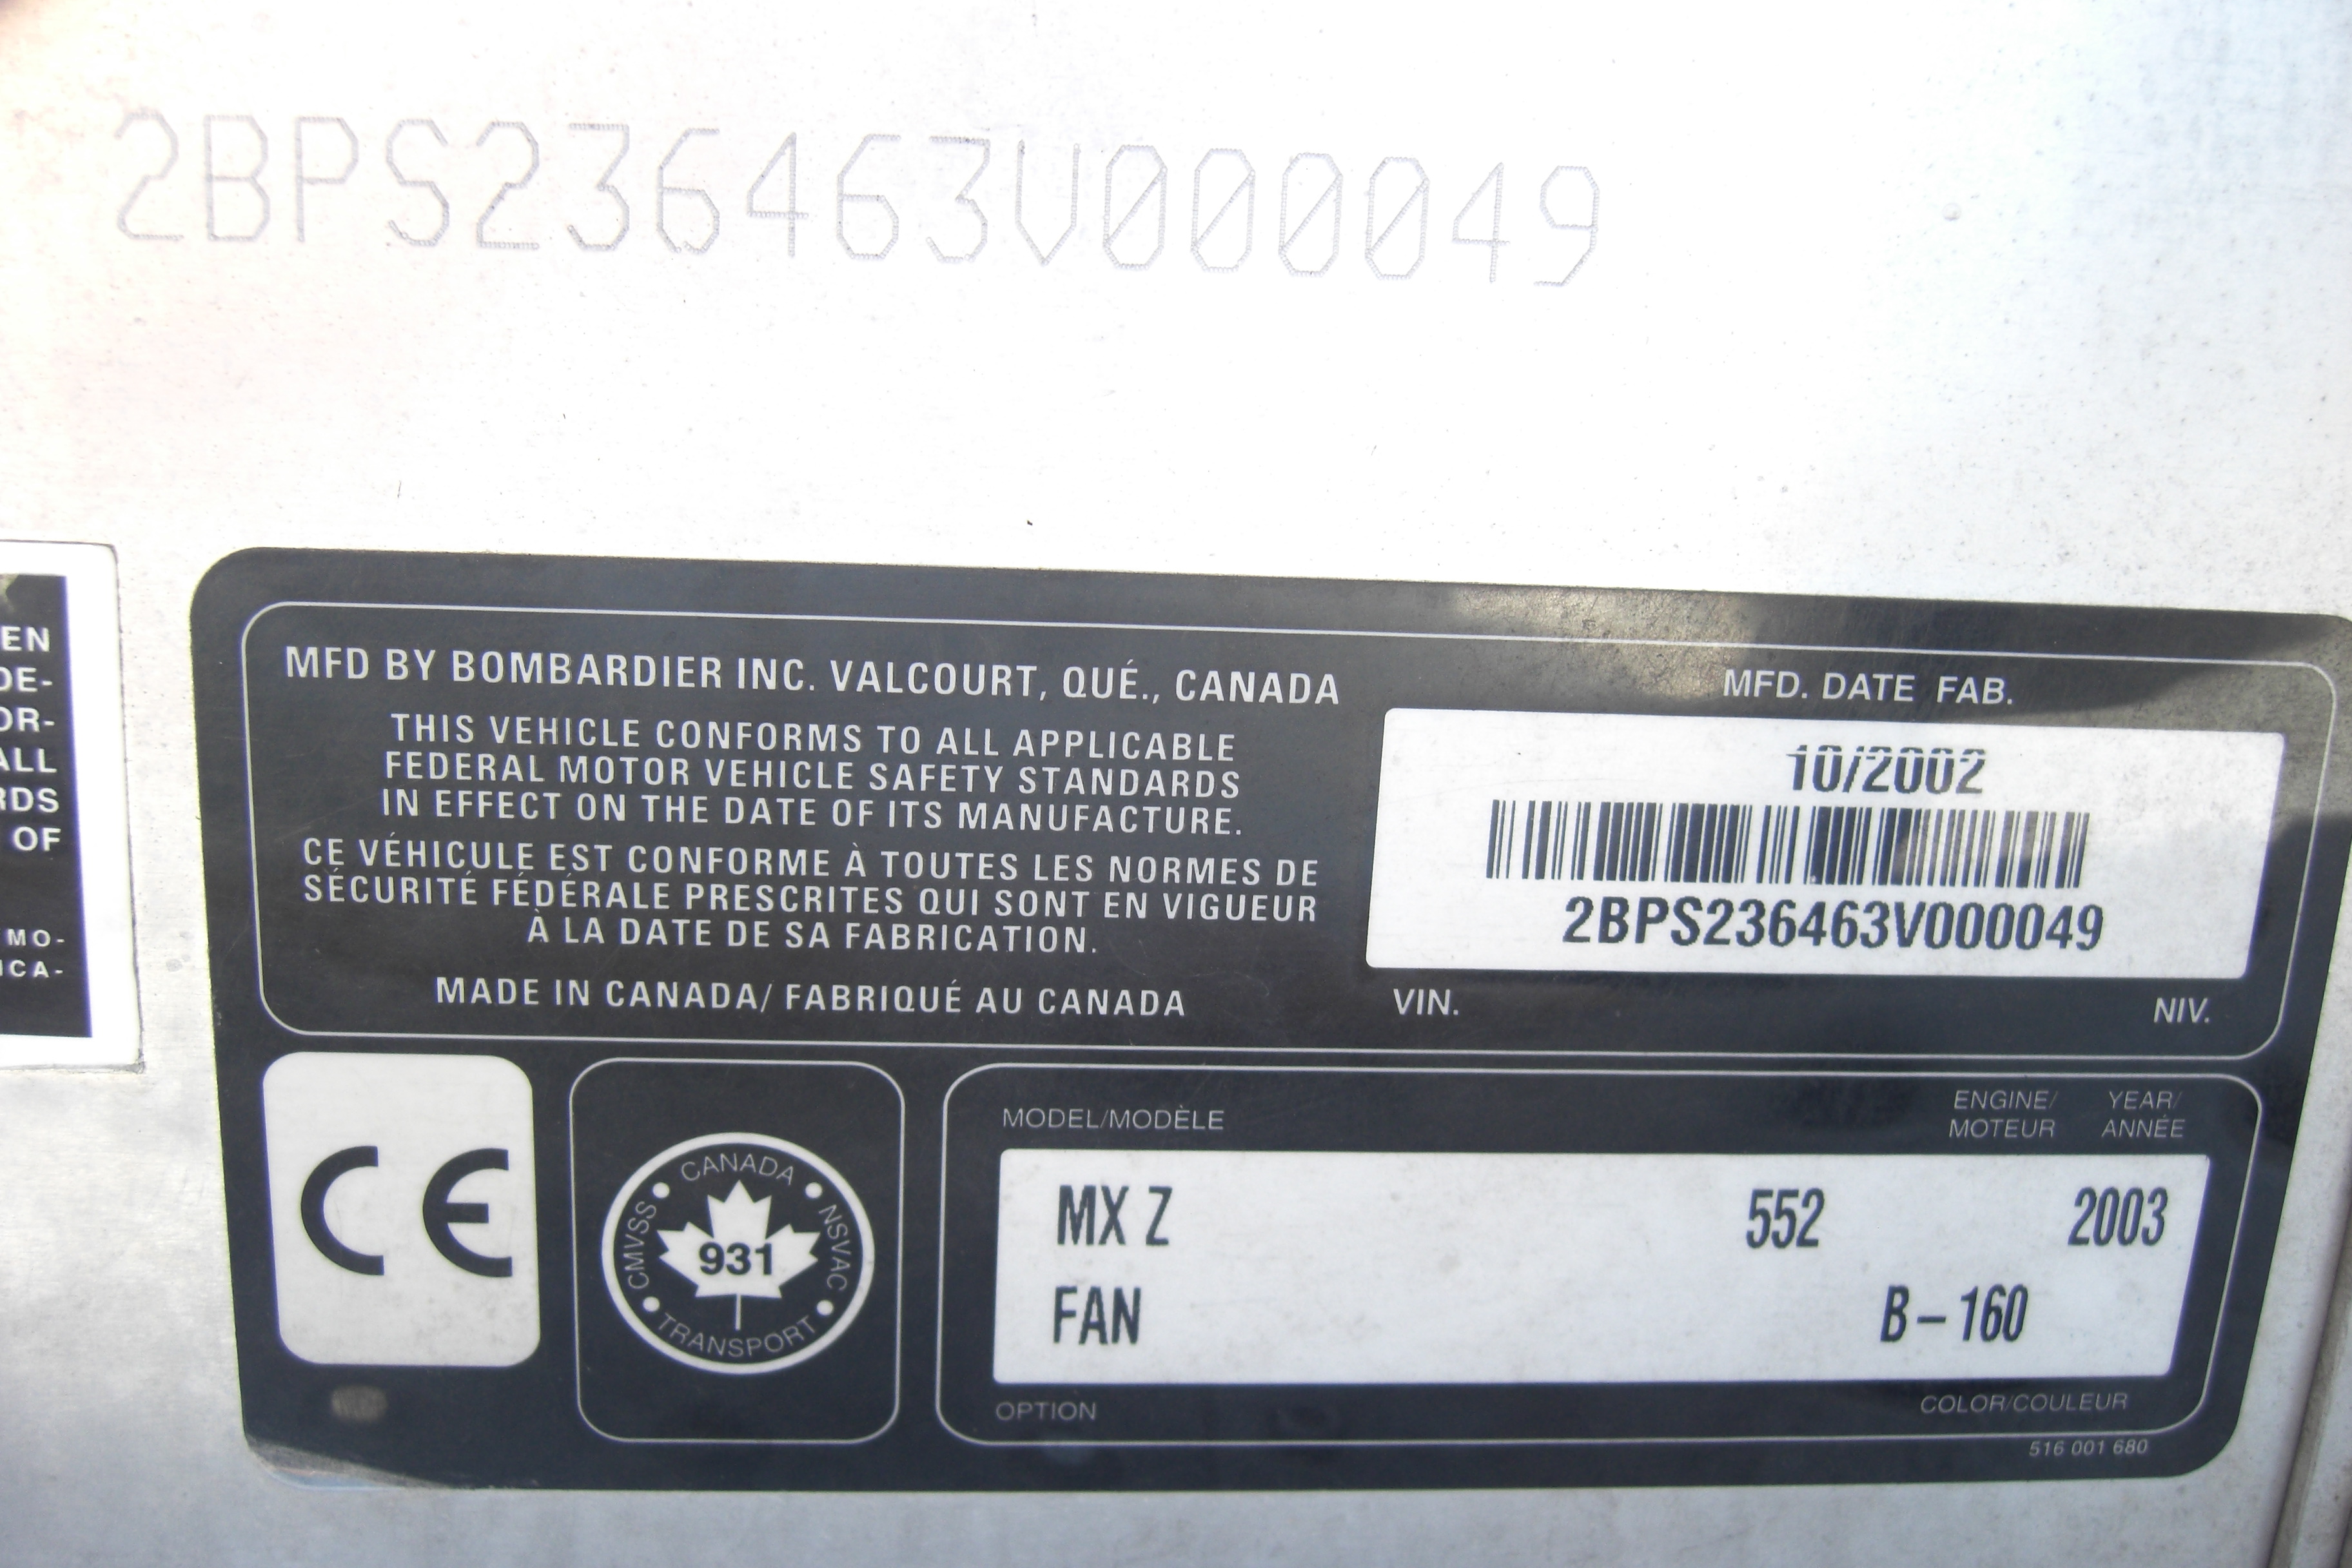 2BPS236463V000049
EN
DE-
OR-
ALL
RDS
OF
MO-
ICA-
MFD BY BOMBARDIER INC. VALCOURT, QUÉ., CANADA
THIS VEHICLE CONFORMS TO ALL APPLICABLE
FEDERAL MOTOR VEHICLE SAFETY STANDARDS
IN EFFECT ON THE DATE OF ITS MANUFACTURE.
CE VÉHICULE EST CONFORME À TOUTES LES NORMES DE
SÉCURITÉ FÉDÉRALE PRESCRITES QUI SONT EN VIGUEUR
À LA DATE DE SA FABRICATION.
MADE IN CANADA/ FABRIQUÉ AU CANADA
MFD. DATE FAB.
10/2002
2BPS236463V000049
VIN. NIV.
CE
CANADA
CMVSS
NSVAC
931
TRANSPORT
MODEL/MODÈLE
ENGINE/
MOTEUR
YEAR/
ANNÉE
MX Z 552 2003
FAN B-160
OPTION COLOR/COULEUR
516 001 680